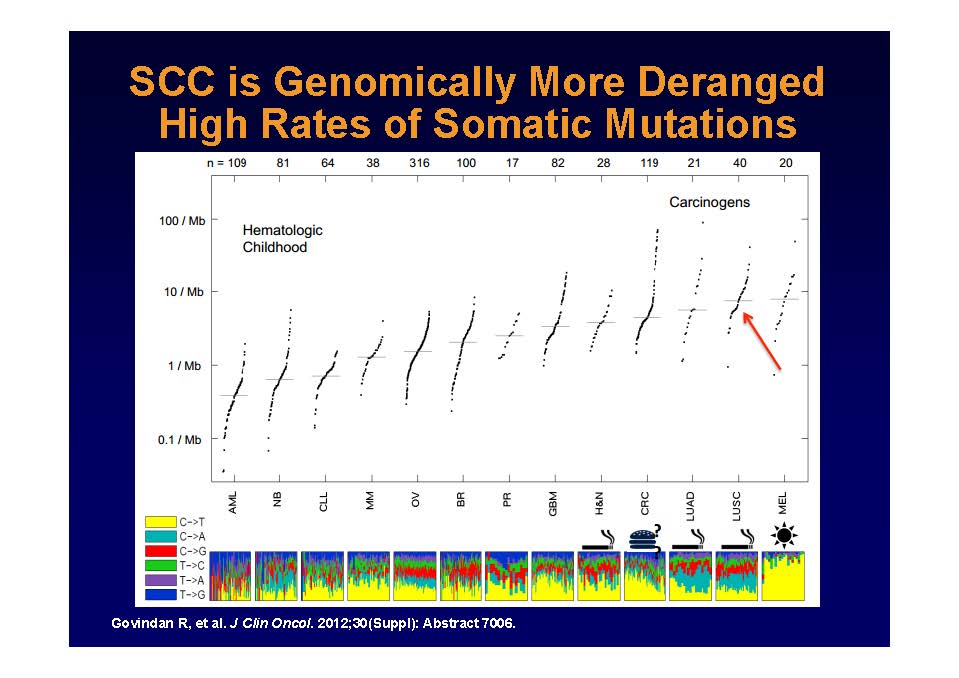 SCC is Genomically More Deranged
High Rates of Somatic Mutations
n = 109 81 64 38 316 100 17 82 28 119 21 40 20
Carcinogens
100 / Mb
Hematologic
Childhood
10 / Mb
1 / Mb
0.1 / Mb
AML NB CLL MM OV BR PR GBM H&N CRC LUAD LUSC MEL
? ?
C->T
C->A
C->G
T->C
T->A
T->G
Govindan R, et al. J Clin Oncol. 2012;30(Suppl): Abstract 7006.